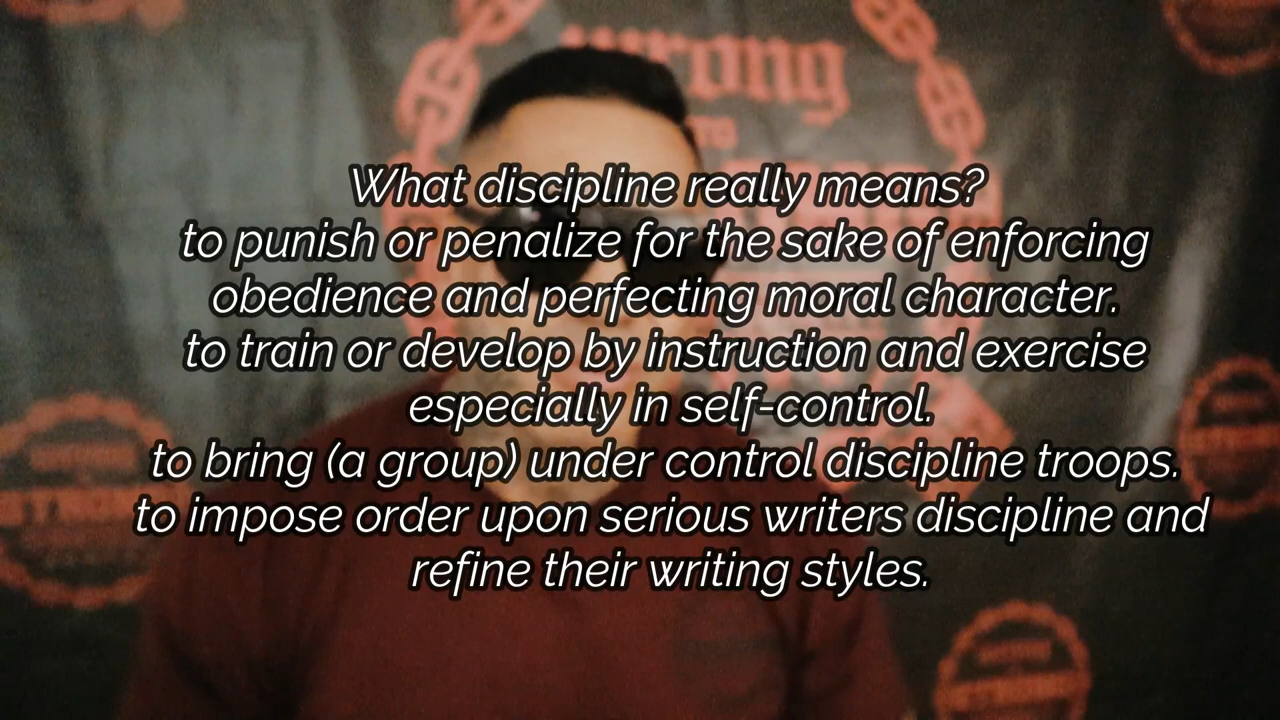 wrong
TO
What discipline really means?
to punish or penalize for the sake of enforcing
obedience and perfecting moral character.
to train or develop by instruction and exercise
especially in self-control.
to bring (a group) under control discipline troops.
to impose order upon serious writers discipline and
refine their writing styles.